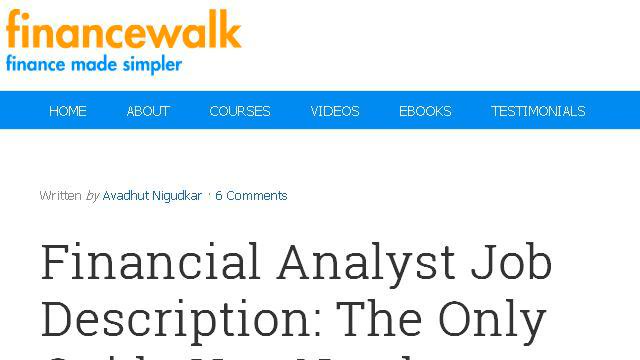 financewalk
finance made simpler
HOME ABOUT COURSES VIDEOS EBOOKS TESTIMONIALS
Written by Avadhut Nigudkar · 6 Comments
Financial Analyst Job
Description: The Only